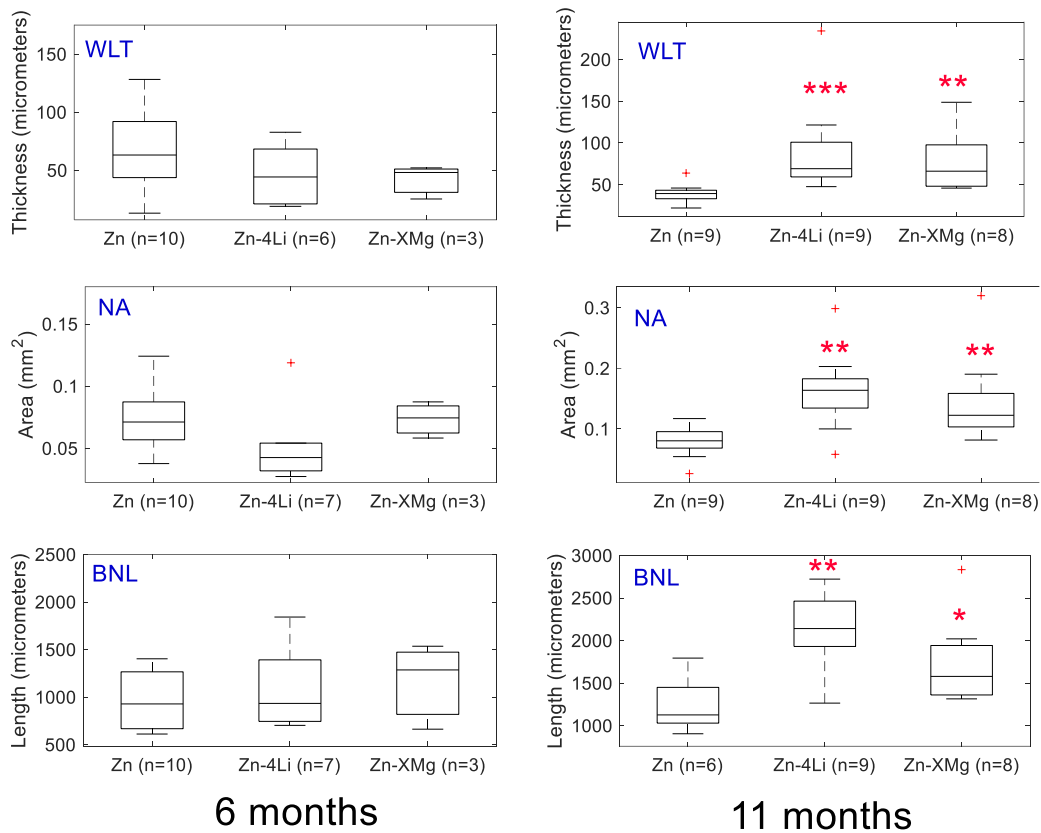 WLT
Thickness (micrometers)
150
100
50
Zn (n=10) Zn-4Li (n=6) Zn-XMg (n=3)
WLT
Thickness (micrometers)
200
150
100
50
***
**
Zn (n=9) Zn-4Li (n=9) Zn-XMg (n=8)
NA
Area (mm²)
0.15
0.1
0.05
Zn (n=10) Zn-4Li (n=7) Zn-XMg (n=3)
NA
Area (mm²)
0.3
0.2
0.1
**
**
Zn (n=9) Zn-4Li (n=9) Zn-XMg (n=8)
BNL
Length (micrometers)
2500
2000
1500
1000
500
Zn (n=10) Zn-4Li (n=7) Zn-XMg (n=3)
BNL
Length (micrometers)
3000
2500
2000
1500
1000
**
*
Zn (n=6) Zn-4Li (n=9) Zn-XMg (n=8)
6 months
11 months